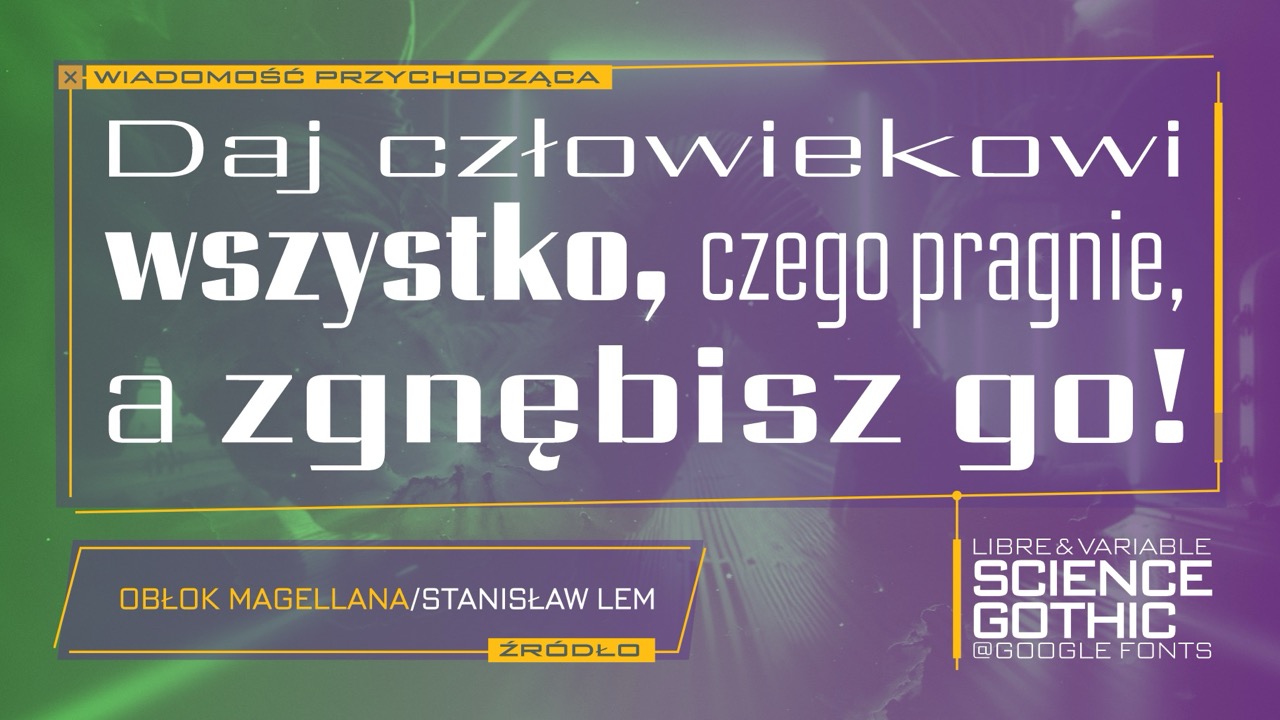 X WIADOMOŚĆ PRZYCHODZĄCA
Daj człowiekowi
wszystko, czego pragnie,
a zgnębisz go!
OBŁOK MAGELLANA/STANISŁAW LEM
ŹRÓDŁO
LIBRE & VARIABLE
SCIENCE
GOTHIC
@GOOGLE FONTS